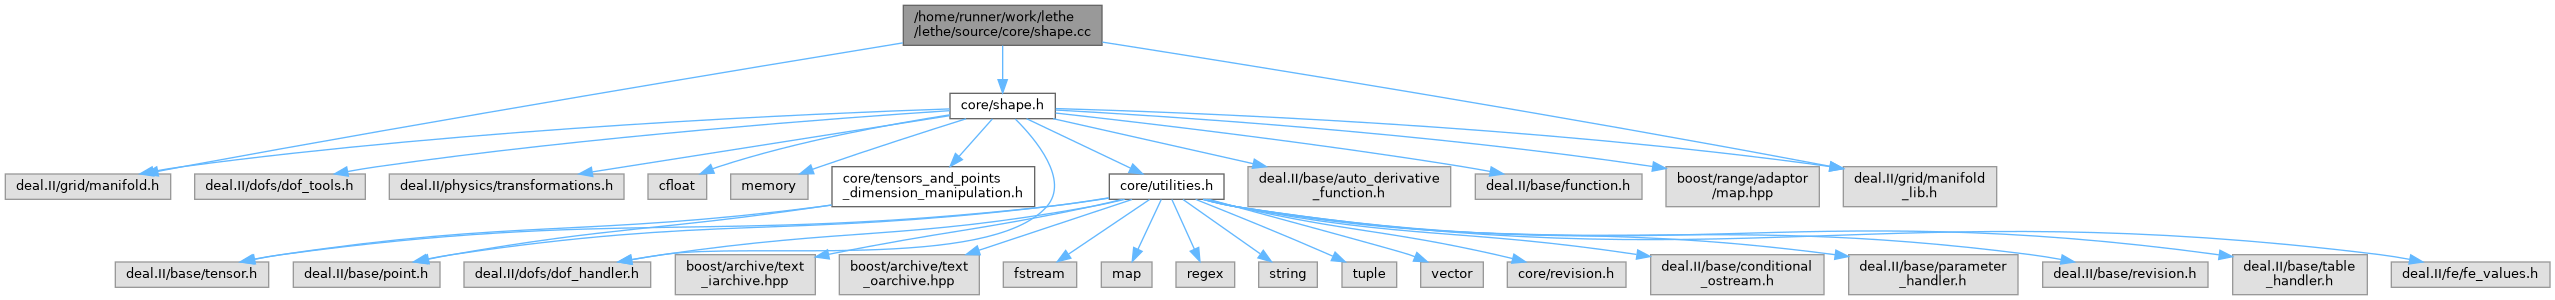 /home/runner/work/lethe
/lethe/source/core/shape.cc
core/shape.h
deal.II/grid/manifold.h
deal.II/dofs/dof_tools.h
deal.II/physics/transformations.h
cfloat
memory
core/tensors_and_points
_dimension_manipulation.h
core/utilities.h
deal.II/base/auto_derivative
_function.h
deal.II/base/function.h
boost/range/adaptor
/map.hpp
deal.II/grid/manifold
_lib.h
deal.II/base/tensor.h
deal.II/base/point.h
deal.II/dofs/dof_handler.h
boost/archive/text
_iarchive.hpp
boost/archive/text
_oarchive.hpp
fstream
map
regex
string
tuple
vector
core/revision.h
deal.II/base/conditional
_ostream.h
deal.II/base/parameter
_handler.h
deal.II/base/revision.h
deal.II/base/table
_handler.h
deal.II/fe/fe_values.h